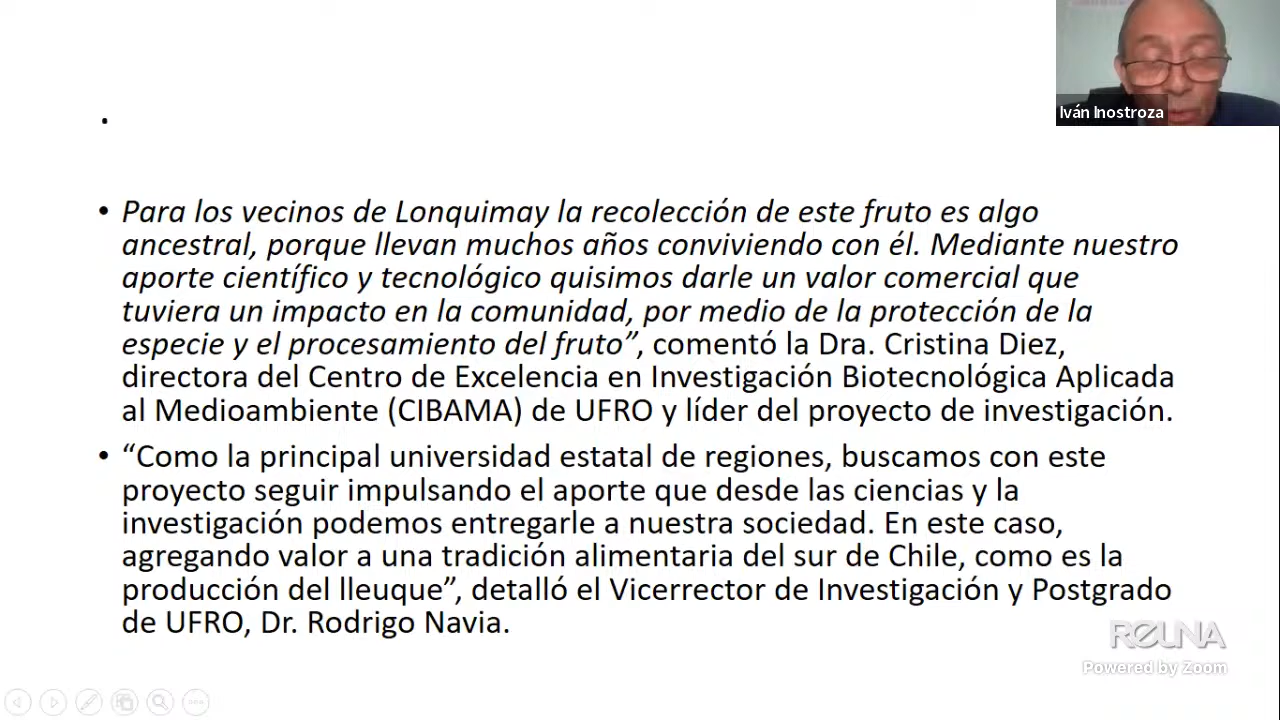 Iván Inostroza
.
• Para los vecinos de Lonquimay la recolección de este fruto es algo
ancestral, porque llevan muchos años conviviendo con él. Mediante nuestro
aporte científico y tecnológico quisimos darle un valor comercial que
tuviera un impacto en la comunidad, por medio de la protección de la
especie y el procesamiento del fruto”, comentó la Dra. Cristina Diez,
directora del Centro de Excelencia en Investigación Biotecnológica Aplicada
al Medioambiente (CIBAMA) de UFRO y líder del proyecto de investigación.
• “Como la principal universidad estatal de regiones, buscamos con este
proyecto seguir impulsando el aporte que desde las ciencias y la
investigación podemos entregarle a nuestra sociedad. En este caso,
agregando valor a una tradición alimentaria del sur de Chile, como es la
producción del lleuque”, detalló el Vicerrector de Investigación y Postgrado
de UFRO, Dr. Rodrigo Navia.
REUNA
Powered by Zoom